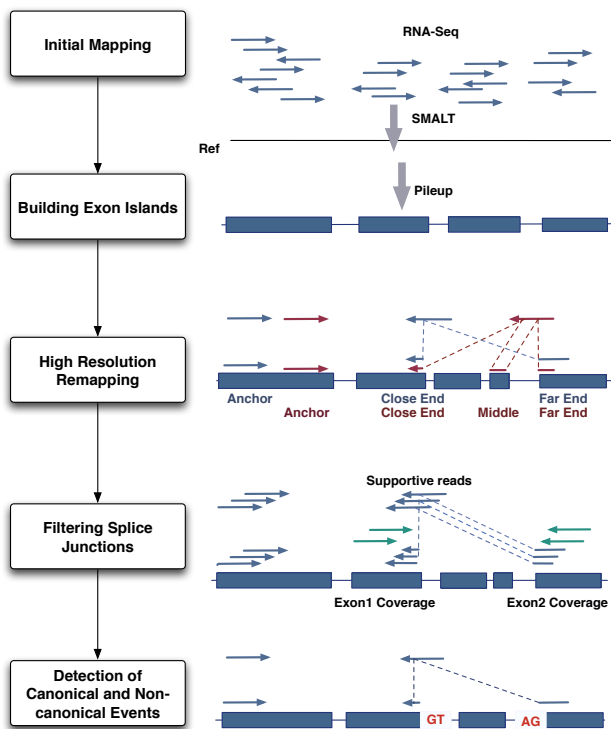 Initial Mapping
RNA-Seq
SMALT
Ref
Building Exon Islands
Pileup
High Resolution
Remapping
Anchor
Anchor
Close End
Close End
Middle
Far End
Far End
Filtering Splice
Junctions
Supportive reads
Exon1 Coverage
Exon2 Coverage
Detection of
Canonical and Non-
canonical Events
GT
AG